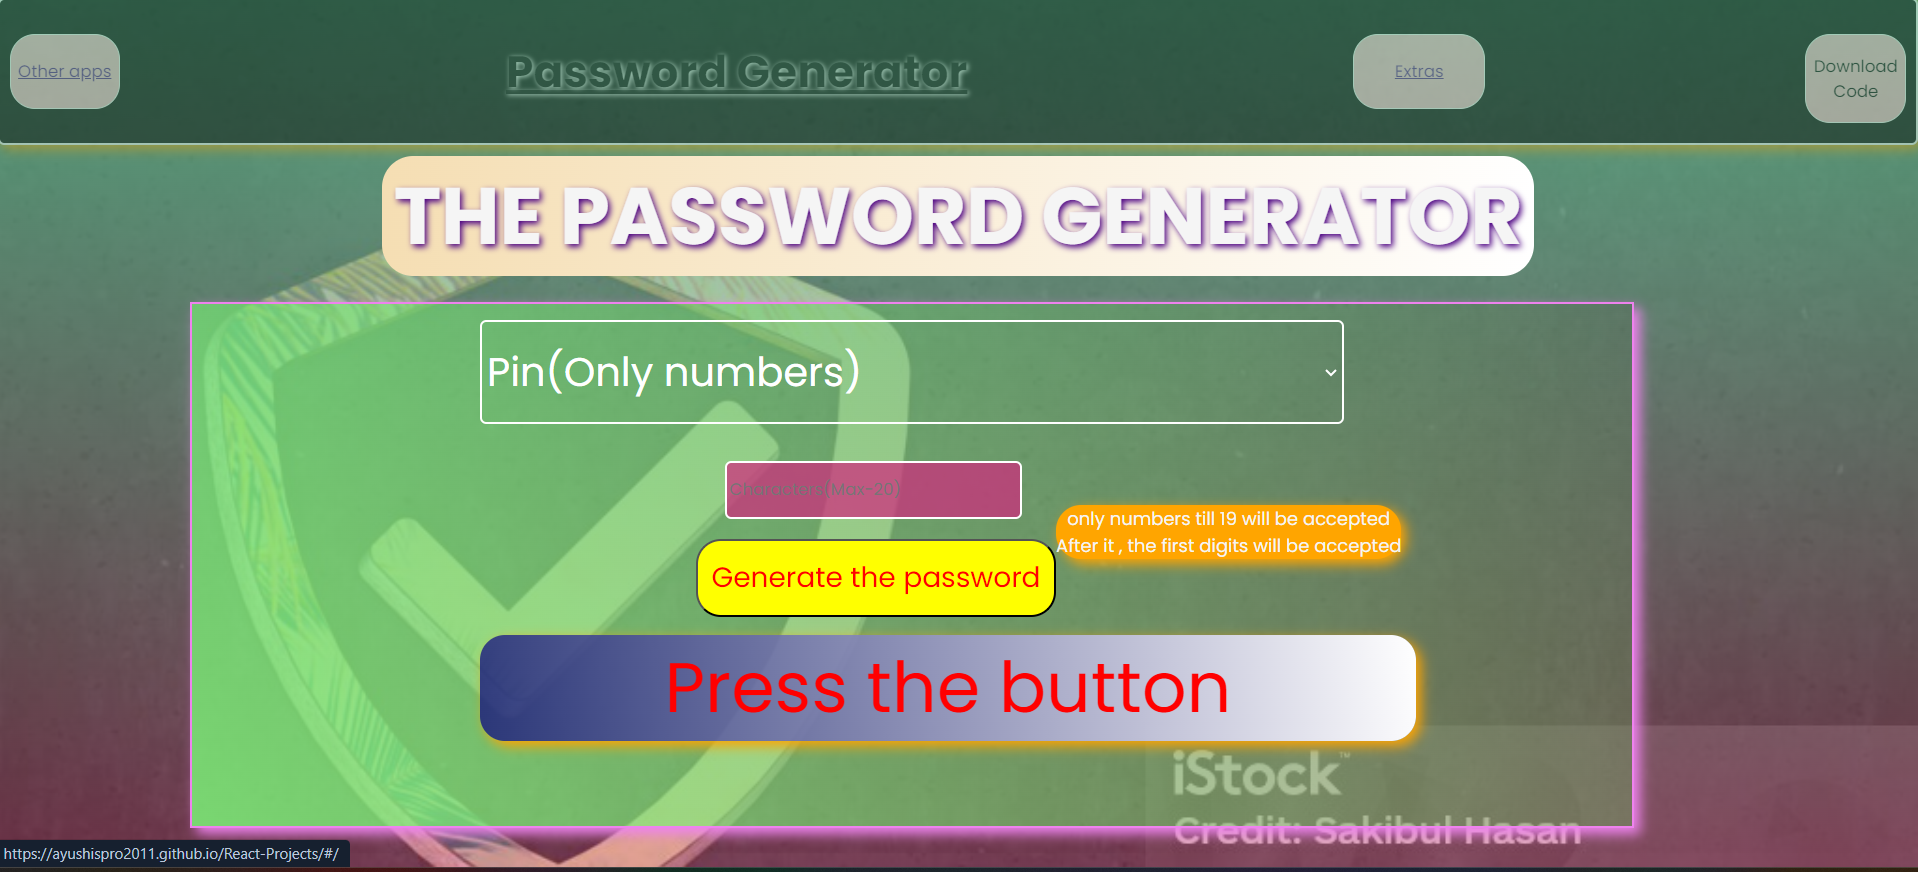 Other apps
Password Generator
Extras
Download
Code
THE PASSWORD GENERATOR
Pin(Only numbers)
Characters(Max-20)
only numbers till 19 will be accepted
After it , the first digits will be accepted
Generate the password
Press the button
iStock™
Credit: Sakibul Hasan
https://ayushispro2011.github.io/React-Projects/#/